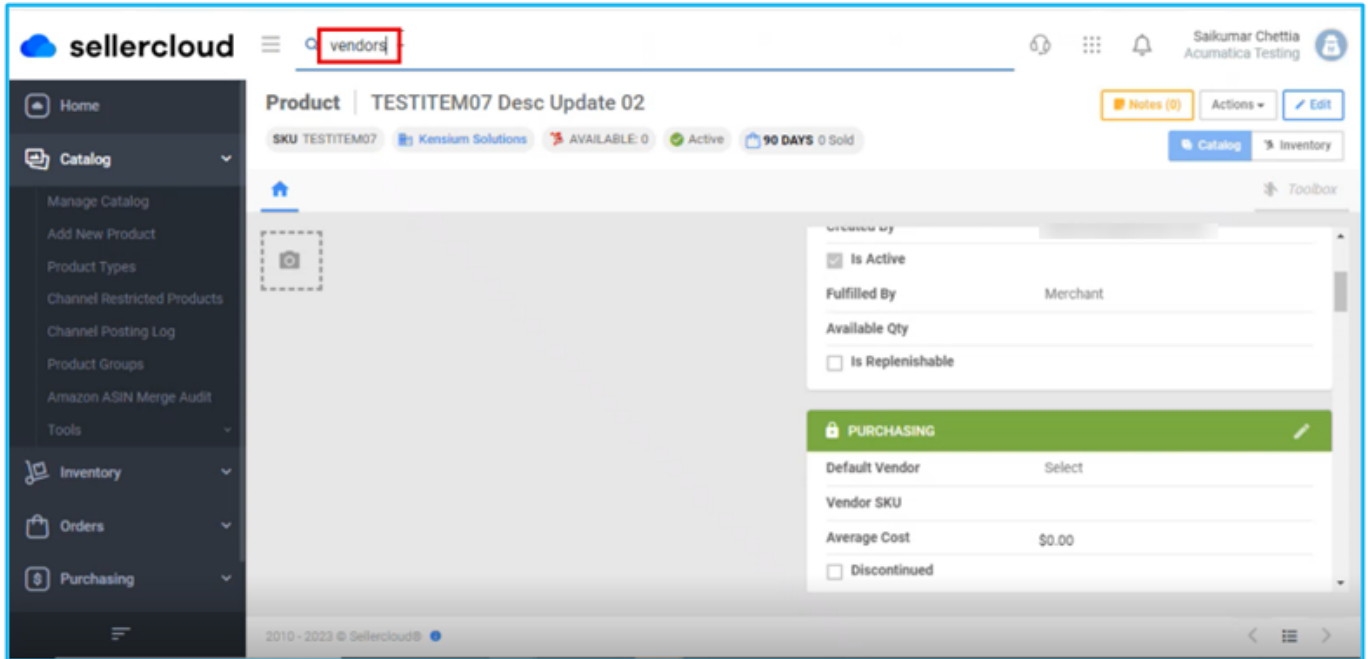 sellercloud
vendors
Saikumar Chettia
Acumatica Testing
Home
Catalog
Manage Catalog
Add New Product
Product Types
Channel Restricted Products
Channel Posting Log
Product Groups
Amazon ASIN Merge Audit
Tools
Inventory
Orders
Purchasing
Product | TESTITEM07 Desc Update 02
Notes (0) Actions Edit
SKU TESTITEM07 Kensium Solutions AVAILABLE: 0 Active 90 DAYS 0 Sold
Catalog Inventory
Toolbox
Created By
Is Active
Fulfilled By Merchant
Available Qty
Is Replenishable
PURCHASING
Default Vendor Select
Vendor SKU
Average Cost $0.00
Discontinued
2010 - 2023 © Sellercloud®